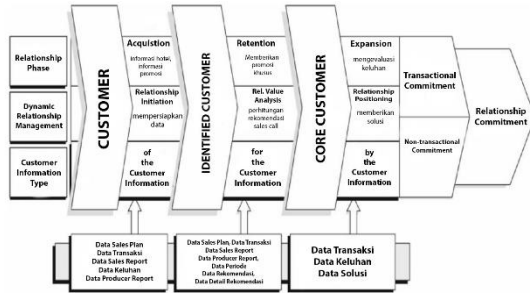 Relationship
Phase
Dynamic
Relationship
Management
Customer
Information
Type
CUSTOMER
Acquistion
Informasi hotel,
informasi
promosi
Relationship
Initiation
mempersiapkan
data
of the
Customer
Information
IDENTIFIED CUSTOMER
Retention
Memberikan
promosi
khusus
Rel. Value
Analysis
perhitungan
rekomendasi
sales call
for the
Customer
Information
CORE CUSTOMER
Expansion
mengevaluasi
keluhan
Relationship
Positioning
memberikan
solusi
by the
Customer
Information
Transactional
Commitment
Non-transactional
Commitment
Relationship
Commitment
Data Sales Plan
Data Transaksi
Data Sales Report
Data Keluhan
Data Producer Report
Data Sales Plan, Data Transaksi
Data Sales Report
Data Producer Report,
Data Periode
Data Rekomendasi,
Data Detail Rekomendasi
Data Transaksi
Data Keluhan
Data Solusi